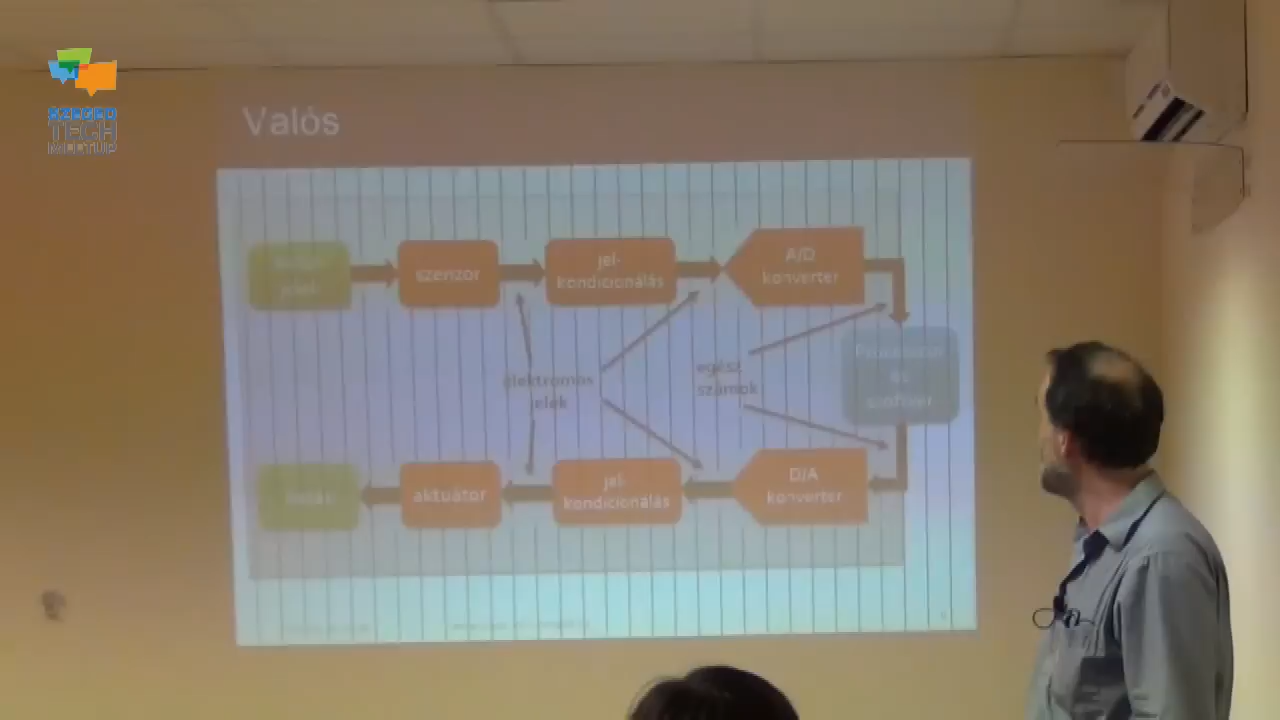 SZEGED
TECH
MEETUP
Valós
szenzor
jel-
kondicionálás
A/D
konverter
elektromos
jelek
egész
számok
aktuátor
jel-
kondicionálás
D/A
konverter